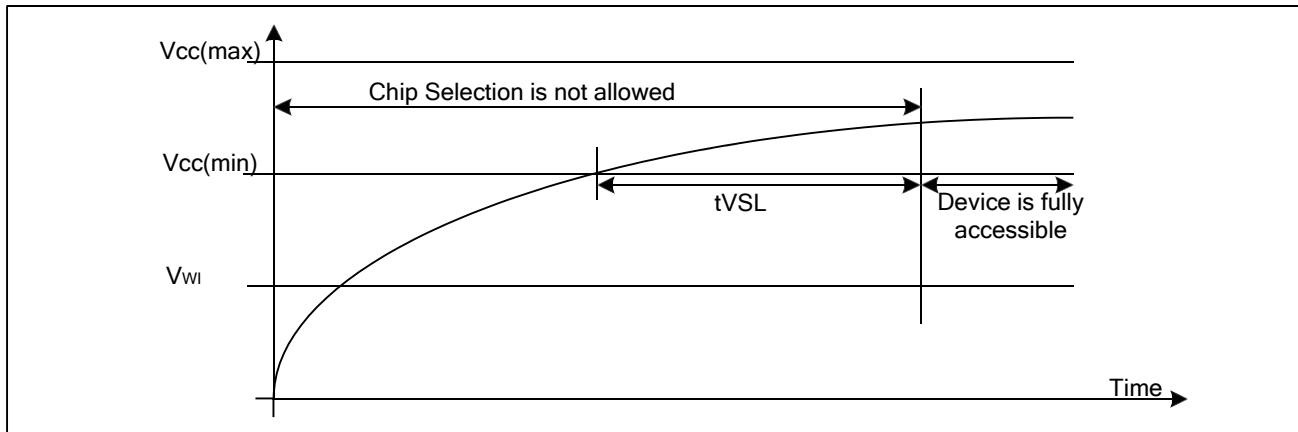 Vcc(max)
Chip Selection is not allowed
Vcc(min)
tVSL
Device is fully
accessible
VWI
Time